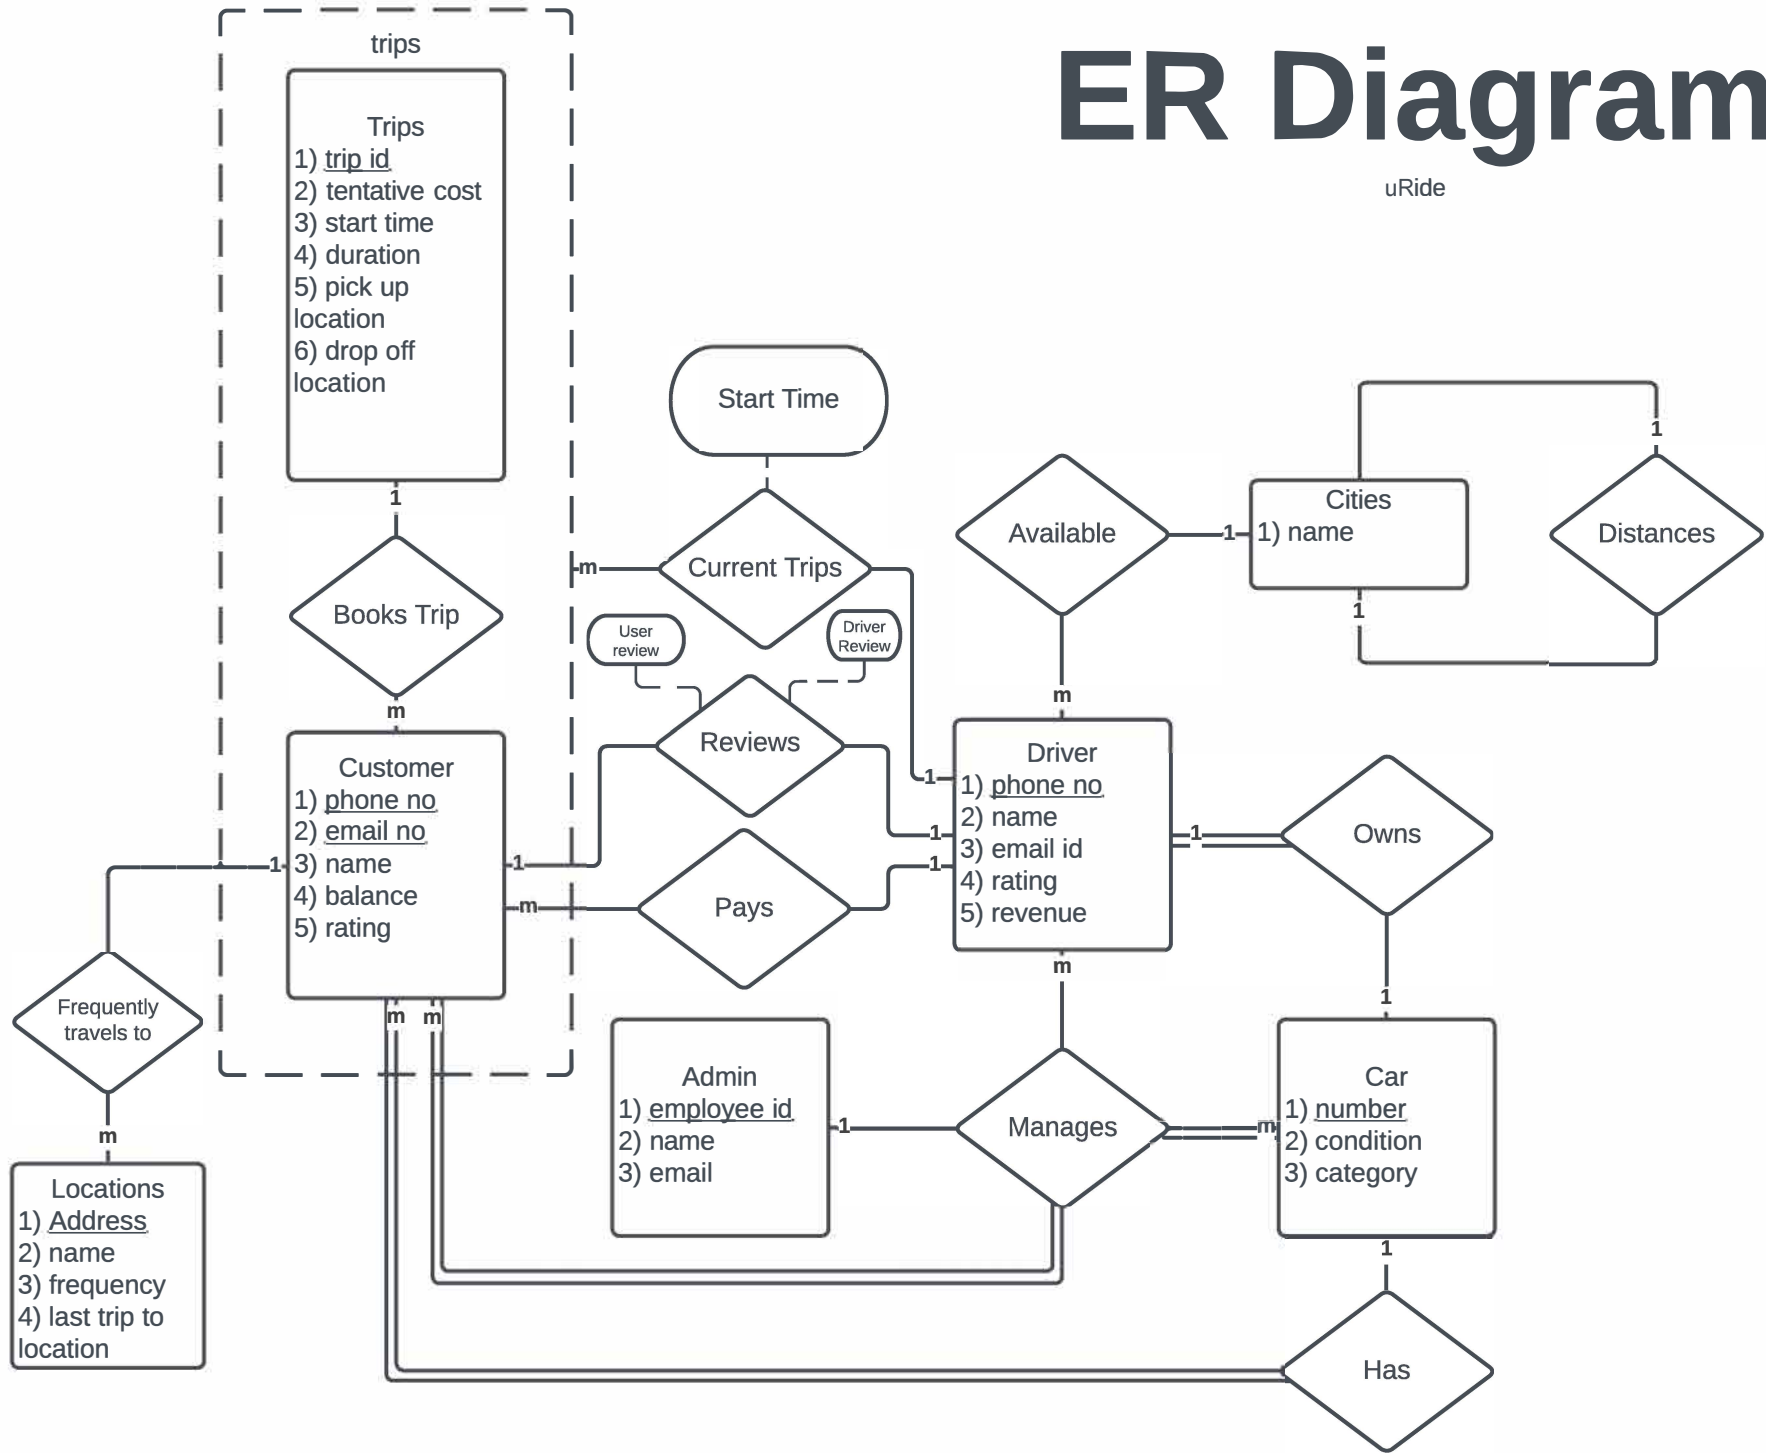 ER Diagram
uRide
trips
Trips
1) trip id
2) tentative cost
3) start time
4) duration
5) pick up
location
6) drop off
location
1
Books Trip
m
Customer
1) phone no
2) email no
3) name
4) balance
5) rating
1
Frequently
travels to
m
Locations
1) Address
2) name
3) frequency
4) last trip to
location
Start Time
m
Current Trips
1
User
review
Driver
Review
Reviews
1
1
Pays
m
1
Available
1
m
Cities
1) name
1
1
Distances
Driver
1) phone no
2) name
3) email id
4) rating
5) revenue
1
Owns
1
m
Admin
1) employee id
2) name
3) email
1
Manages
m
Car
1) number
2) condition
3) category
1
Has
m
m